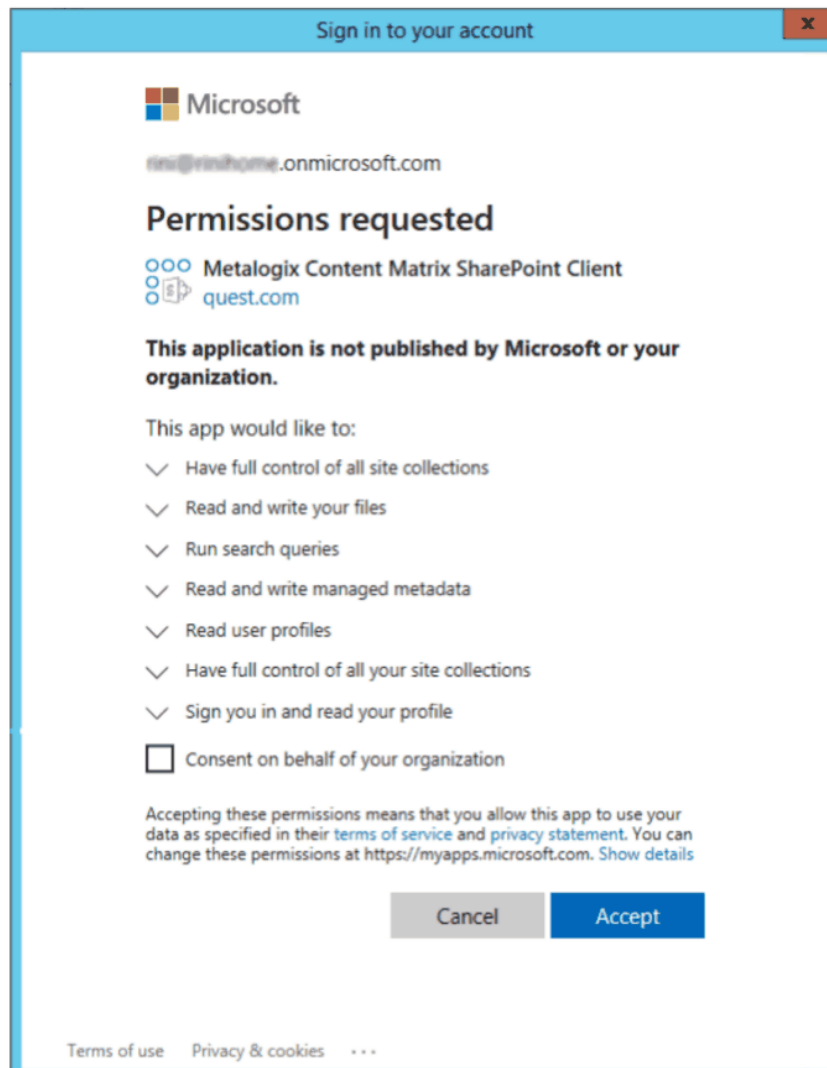 Sign in to your account
Microsoft
.onmicrosoft.com
Permissions requested
Metalogix Content Matrix SharePoint Client
quest.com
This application is not published by Microsoft or your
organization.
This app would like to:
Have full control of all site collections
Read and write your files
Run search queries
Read and write managed metadata
Read user profiles
Have full control of all your site collections
Sign you in and read your profile
Consent on behalf of your organization
Accepting these permissions means that you allow this app to use your
data as specified in their terms of service and privacy statement. You can
change these permissions at https://myapps.microsoft.com. Show details
Cancel Accept
Terms of use Privacy & cookies ...